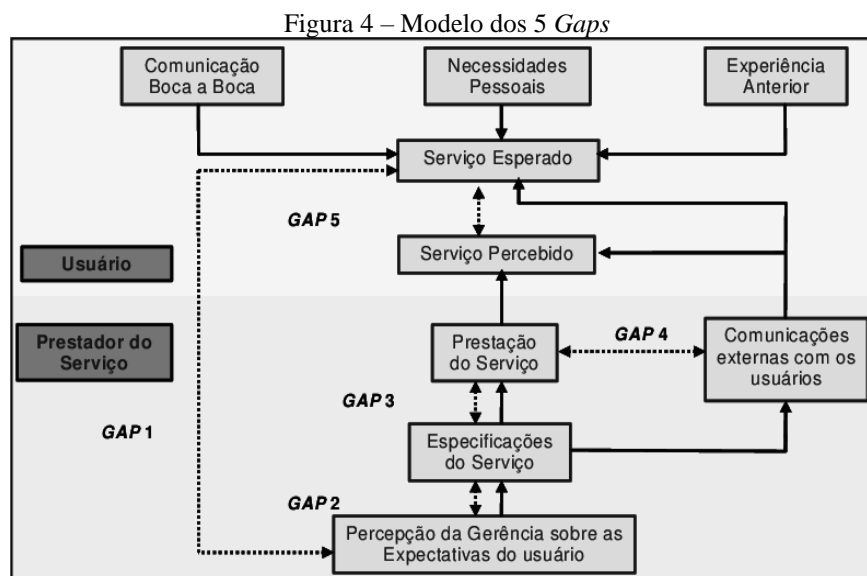 Figura 4 – Modelo dos 5 Gaps
Comunicação
Boca a Boca
Necessidades
Pessoais
Experiência
Anterior
Serviço Esperado
GAP 5
Usuário
Serviço Percebido
Prestador do
Serviço
Prestação
do Serviço
GAP 4
Comunicações
externas com os
usuários
GAP 3
GAP 1
Especificações
do Serviço
GAP 2
Percepção da Gerência sobre as
Expectativas do usuário